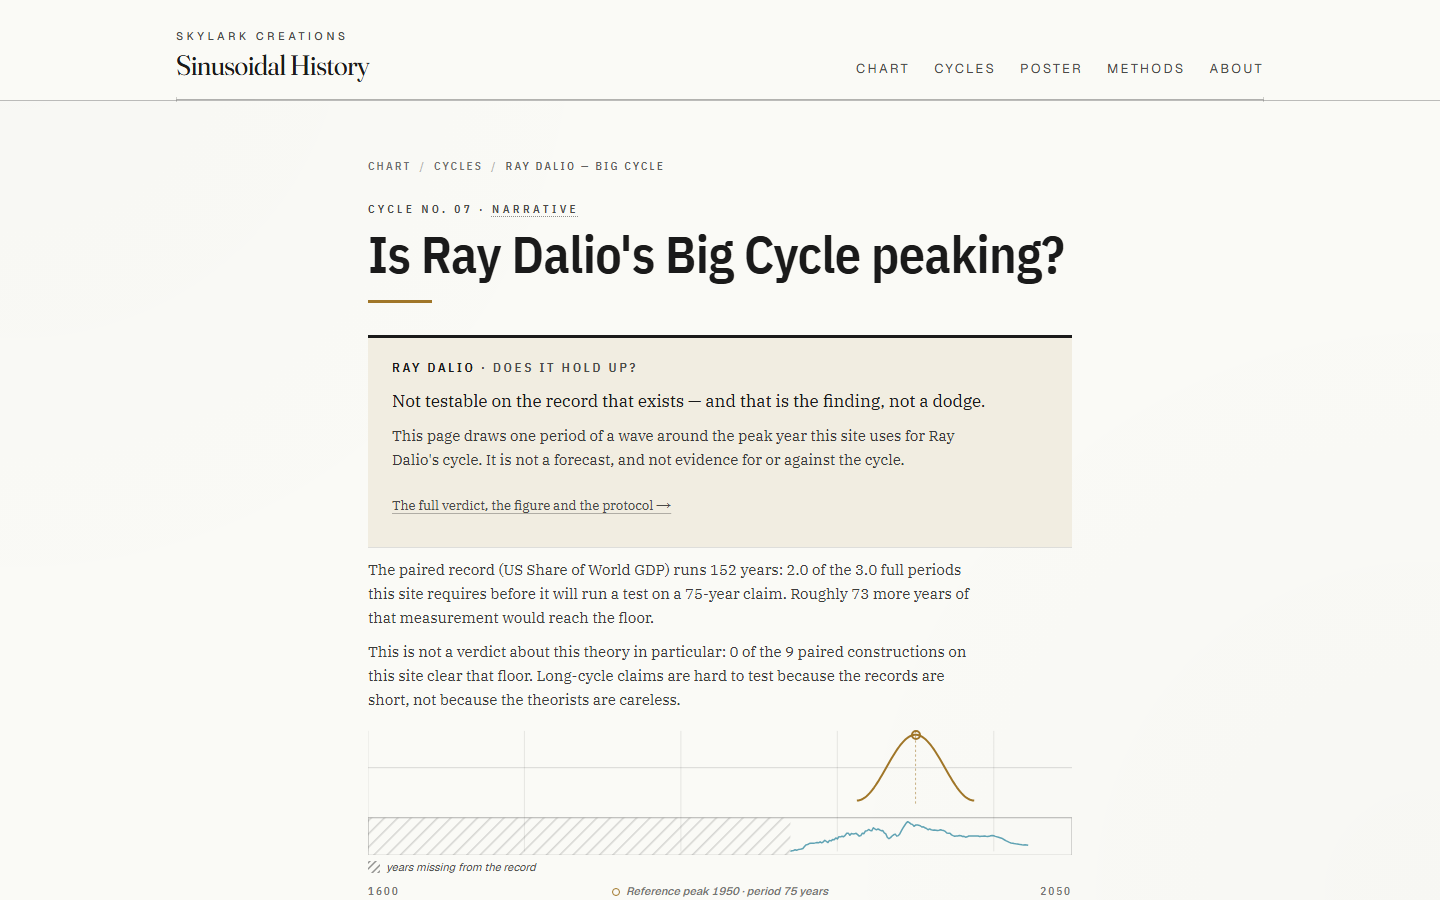 SKYLARK CREATIONS
Sinusoidal History
CHART CYCLES POSTER METHODS ABOUT
CHART / CYCLES / RAY DALIO — BIG CYCLE
CYCLE NO. 07 · NARRATIVE
Is Ray Dalio's Big Cycle peaking?
RAY DALIO · DOES IT HOLD UP?
Not testable on the record that exists — and that is the finding, not a dodge.
This page draws one period of a wave around the peak year this site uses for Ray
Dalio's cycle. It is not a forecast, and not evidence for or against the cycle.
The full verdict, the figure and the protocol →
The paired record (US Share of World GDP) runs 152 years: 2.0 of the 3.0 full periods
this site requires before it will run a test on a 75-year claim. Roughly 73 more years of
that measurement would reach the floor.
This is not a verdict about this theory in particular: 0 of the 9 paired constructions on
this site clear that floor. Long-cycle claims are hard to test because the records are
short, not because the theorists are careless.
years missing from the record
1600 Reference peak 1950 · period 75 years 2050